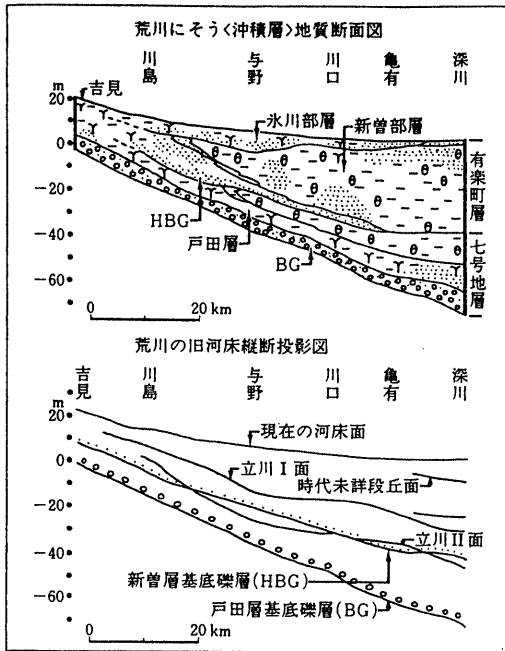 荒川にそう〈沖積層〉地質断面図
川島 与野 川口 亀有 深川
m 吉見
20
0
-20
-40
-60
氷川部層 新曽部層
HBG
戸田層
BG
有楽町層
七号地層
0 20 km
荒川の旧河床縦断投影図
吉見 川島 与野 川口 亀有 深川
m
20
0
-20
-40
-60
現在の河床面
立川Ⅰ面
時代未詳段丘面
立川Ⅱ面
新曽層基底礫層(HBG)
戸田層基底礫層(BG)
0 20 km